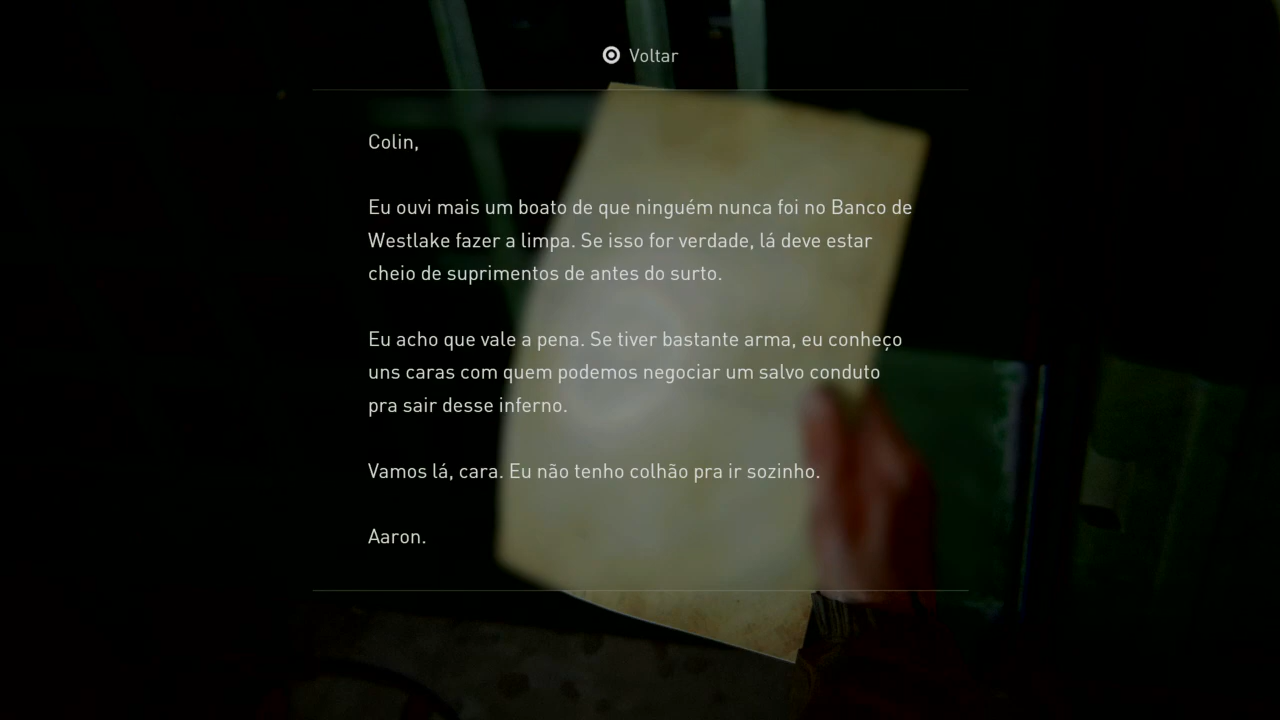 Voltar
Colin,
Eu ouvi mais um boato de que ninguém nunca foi no Banco de
Westlake fazer a limpa. Se isso for verdade, lá deve estar
cheio de suprimentos de antes do surto.
Eu acho que vale a pena. Se tiver bastante arma, eu conheço
uns caras com quem podemos negociar um salvo conduto
pra sair desse inferno.
Vamos lá, cara. Eu não tenho colhão pra ir sozinho.
Aaron.